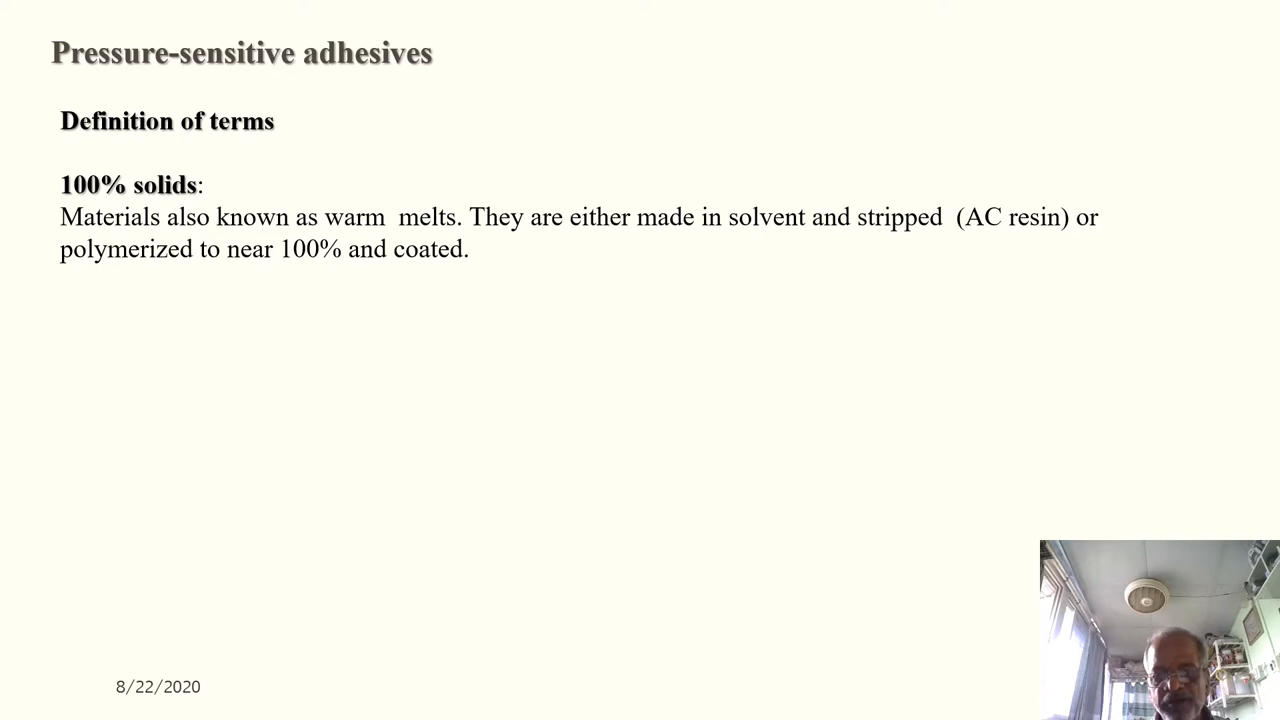 Pressure-sensitive adhesives
Definition of terms
100% solids:
Materials also known as warm  melts. They are either made in solvent and stripped  (AC resin) or
polymerized to near 100% and coated.
8/22/2020